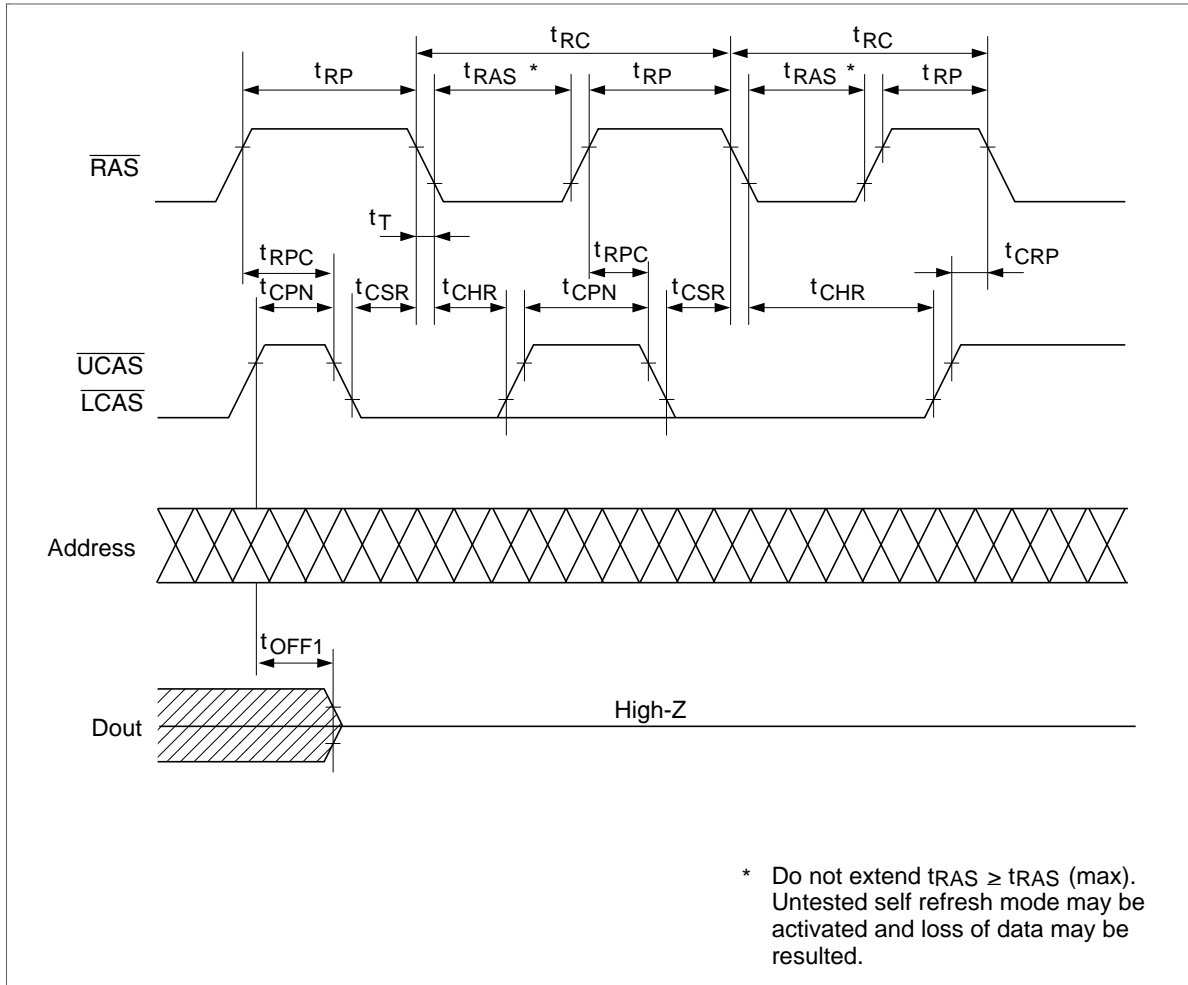 tRC tRC
tRP tRAS * tRP tRAS * tRP
RAS
tT
tRPC tRPC tCRP
tCPN tCSR tCHR tCPN tCSR tCHR
UCAS
LCAS
Address
tOFF1
High-Z
Dout
* Do not extend tRAS ≥ tRAS (max).
Untested self refresh mode may be
activated and loss of data may be
resulted.